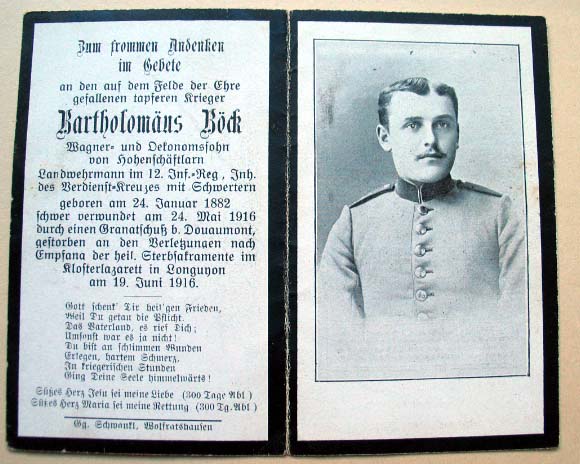 Zum frommen Andenken
im Gebete
an den auf dem Felde der Ehre
gefallenen tapferen Krieger
Bartholomäus Böck
Wagner- und Oekonomssohn
von Hohenschäftlarn
Landwehrmann im 12. Inf.-Reg., Inh.
des Verdienst-Kreuzes mit Schwertern
geboren am 24. Januar 1882
schwer verwundet am 24. Mai 1916
durch einen Granatschuß b. Douaumont,
gestorben an den Verletzungen nach
Empfang der heil. Sterbsakramente im
Klosterlazarett in Longuyon
am 19. Juni 1916.
Gott schenk' Dir heil'gen Frieden,
Weil Du getan die Pflicht.
Das Vaterland, es rief Dich;
Umsonst war es ja nicht!
Du bist an schlimmen Wunden
Erlegen, hartem Schmerz,
In kriegerischen Stunden
Ging Deine Seele himmelwärts!
Süßes Herz Jesu sei meine Liebe (300 Tage Abl.)
Süßes Herz Maria sei meine Rettung (300 Tg. Abl.)
Gg. Schwankl, Wolfratshausen